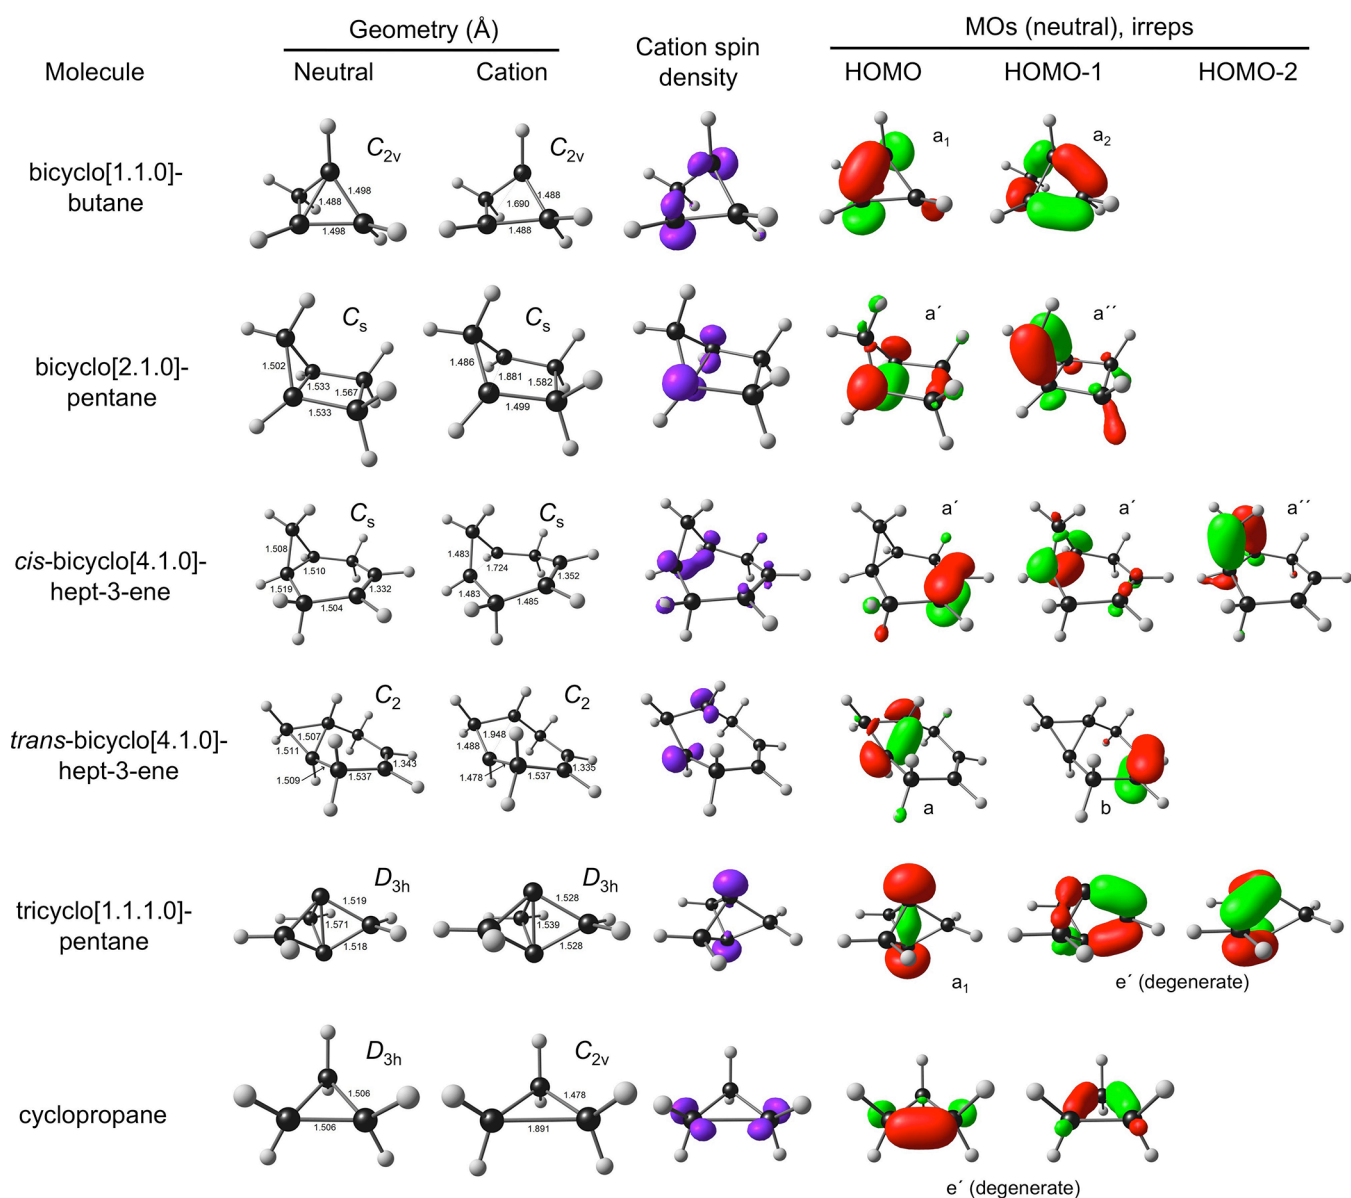 Geometry (Å)
MOs (neutral), irreps
Molecule
Neutral
Cation
Cation spin
density
HOMO
HOMO-1
HOMO-2
bicyclo[1.1.0]-
butane
C2v
1.498
1.488
1.498
C2v
1.488
1.690
1.488
a1
a2
bicyclo[2.1.0]-
pentane
Cs
1.502
1.533
1.567
1.533
Cs
1.486
1.881
1.582
1.499
a´
a´´
cis-bicyclo[4.1.0]-
hept-3-ene
Cs
1.508
1.510
1.519
1.332
1.504
Cs
1.483
1.724
1.352
1.483
1.485
a´
a´
a´´
trans-bicyclo[4.1.0]-
hept-3-ene
C2
1.507
1.511
1.343
1.509
1.537
C2
1.948
1.488
1.335
1.478
1.537
a
b
tricyclo[1.1.1.0]-
pentane
D3h
1.519
1.571
1.518
D3h
1.528
1.539
1.528
a1
e´ (degenerate)
cyclopropane
D3h
1.506
1.506
C2v
1.478
1.891
e´ (degenerate)